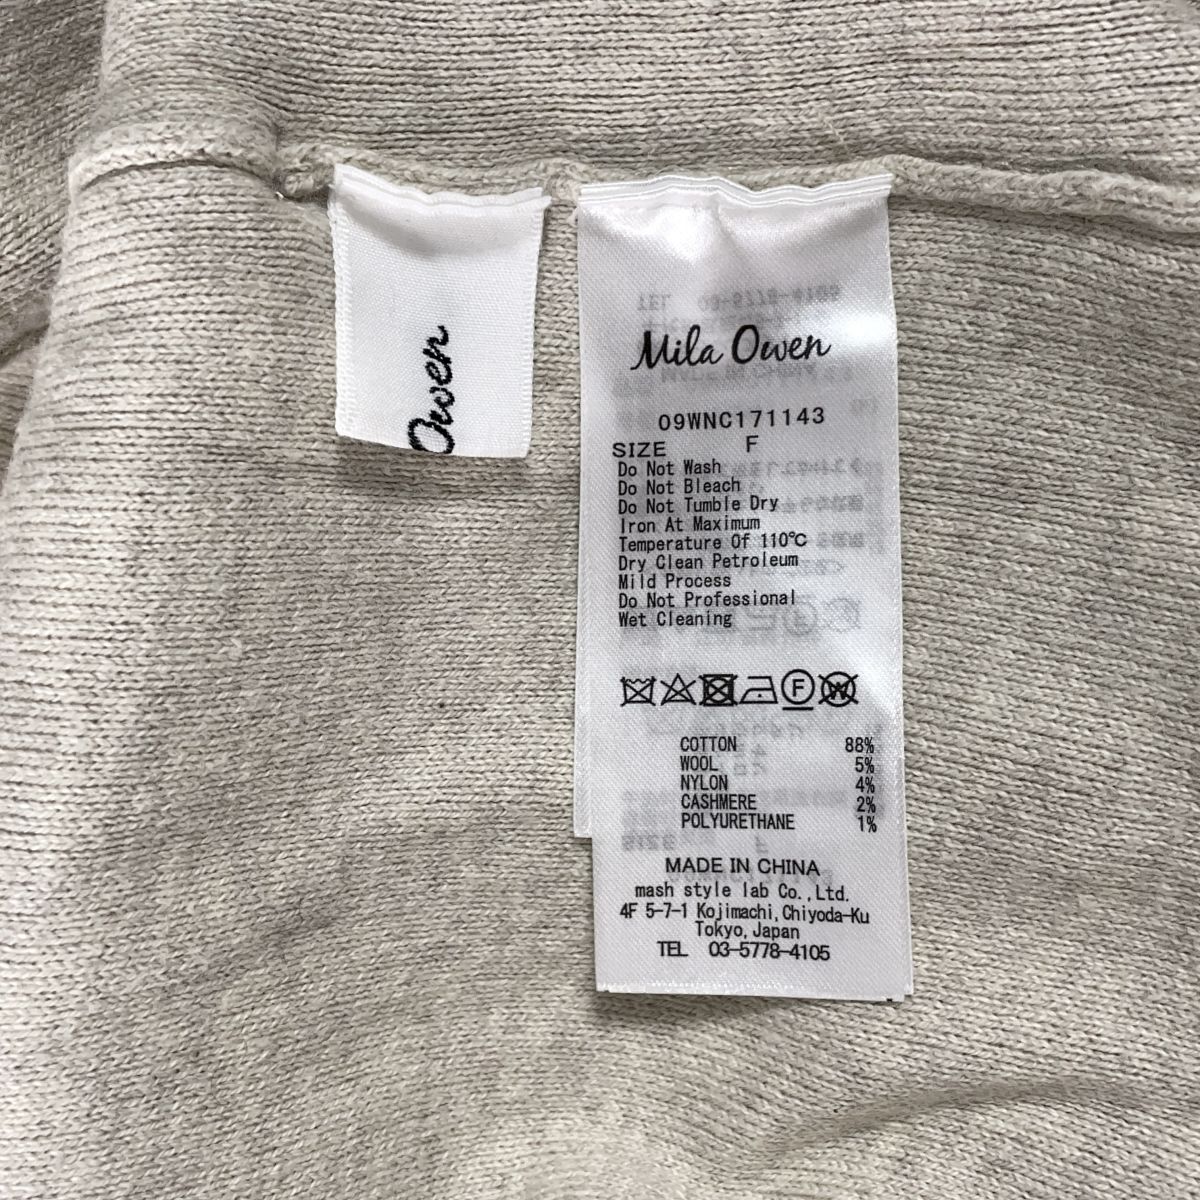 Owen
Mila Owen
09WNC171143
SIZE F
Do Not Wash
Do Not Bleach
Do Not Tumble Dry
Iron At Maximum
Temperature Of 110℃
Dry Clean Petroleum
Mild Process
Do Not Professional
Wet Cleaning
F W
COTTON 88%
WOOL 5%
NYLON 4%
CASHMERE 2%
POLYURETHANE 1%
MADE IN CHINA
mash style lab Co.,Ltd.
4F 5-7-1 Kojimachi,Chiyoda-Ku
Tokyo,Japan
TEL 03-5778-4105